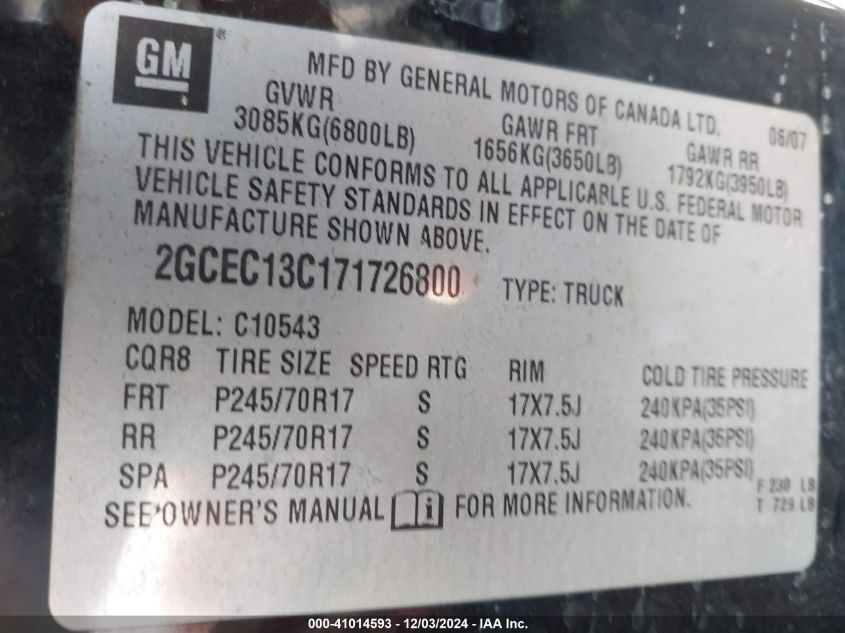 GM®
MFD BY GENERAL MOTORS OF CANADA LTD. 06/07
GVWR GAWR FRT GAWR RR
3085KG(6800LB) 1656KG(3650LB) 1792KG(3950LB)
THIS VEHICLE CONFORMS TO ALL APPLICABLE U.S. FEDERAL MOTOR
VEHICLE SAFETY STANDARDS IN EFFECT ON THE DATE OF
MANUFACTURE SHOWN ABOVE.
2GCEC13C171726800 TYPE: TRUCK
MODEL: C10543
CQR8 TIRE SIZE SPEED RTG RIM COLD TIRE PRESSURE
FRT P245/70R17 S 17X7.5J 240KPA(35PSI)
RR P245/70R17 S 17X7.5J 240KPA(35PSI)
SPA P245/70R17 S 17X7.5J 240KPA(35PSI)
F 230 LB
SEE OWNER'S MANUAL i FOR MORE INFORMATION. T 729 LB
000-41014593 - 12/03/2024 - IAA Inc.